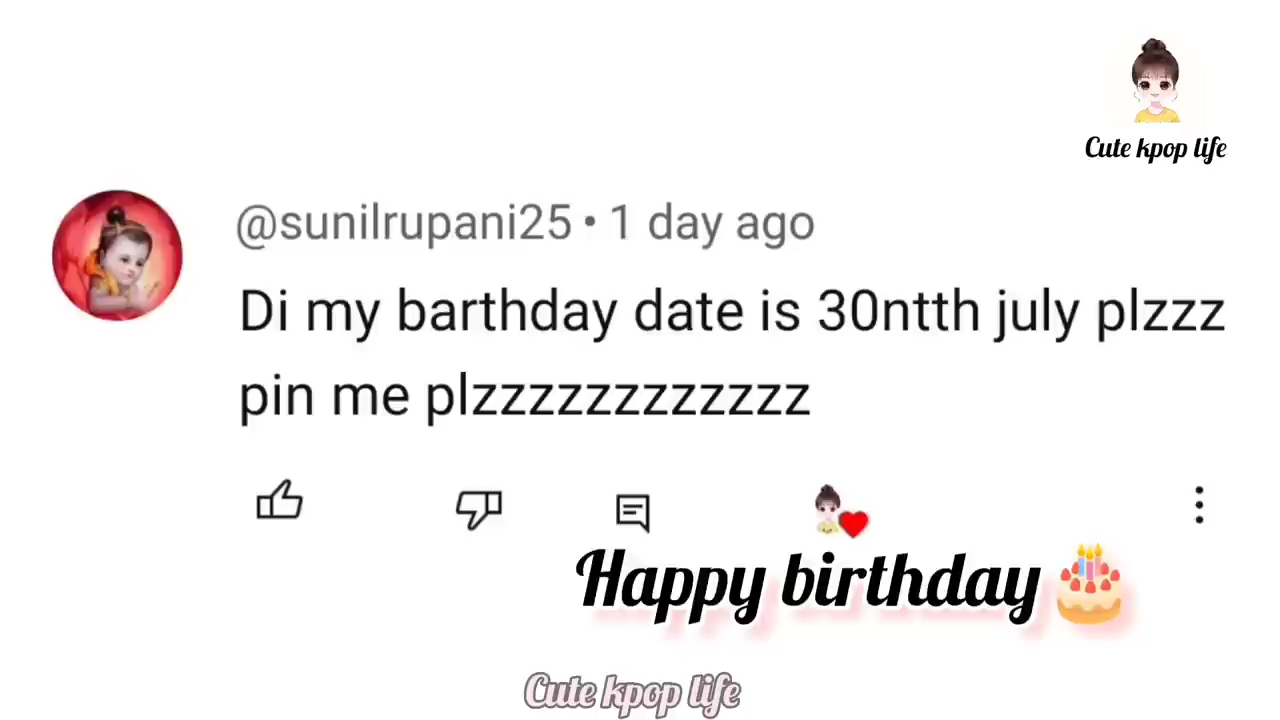 Cute kpop life
@sunilrupani25 • 1 day ago
Di my barthday date is 30ntth july plzzz
pin me plzzzzzzzzzzzz
Happy birthday
Cute kpop life